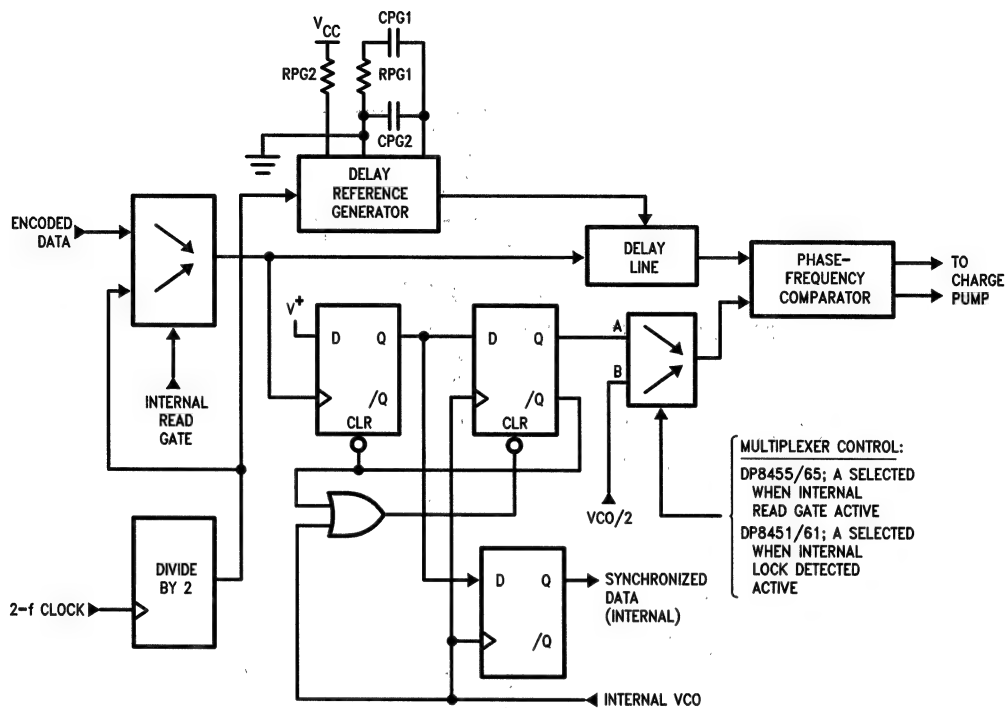 VCC
CPG1
RPG2
RPG1
CPG2
DELAY
REFERENCE
GENERATOR
ENCODED
DATA
DELAY
LINE
PHASE-
FREQUENCY
COMPARATOR
TO
CHARGE
PUMP
V+
D
Q
/Q
CLR
D
Q
/Q
CLR
A
B
INTERNAL
READ
GATE
VCO/2
MULTIPLEXER CONTROL:
DP8455/65; A SELECTED
WHEN INTERNAL
READ GATE ACTIVE
DP8451/61; A SELECTED
WHEN INTERNAL
LOCK DETECTED
ACTIVE
DIVIDE
BY 2
2-f CLOCK
D
Q
/Q
SYNCHRONIZED
DATA
(INTERNAL)
INTERNAL VCO